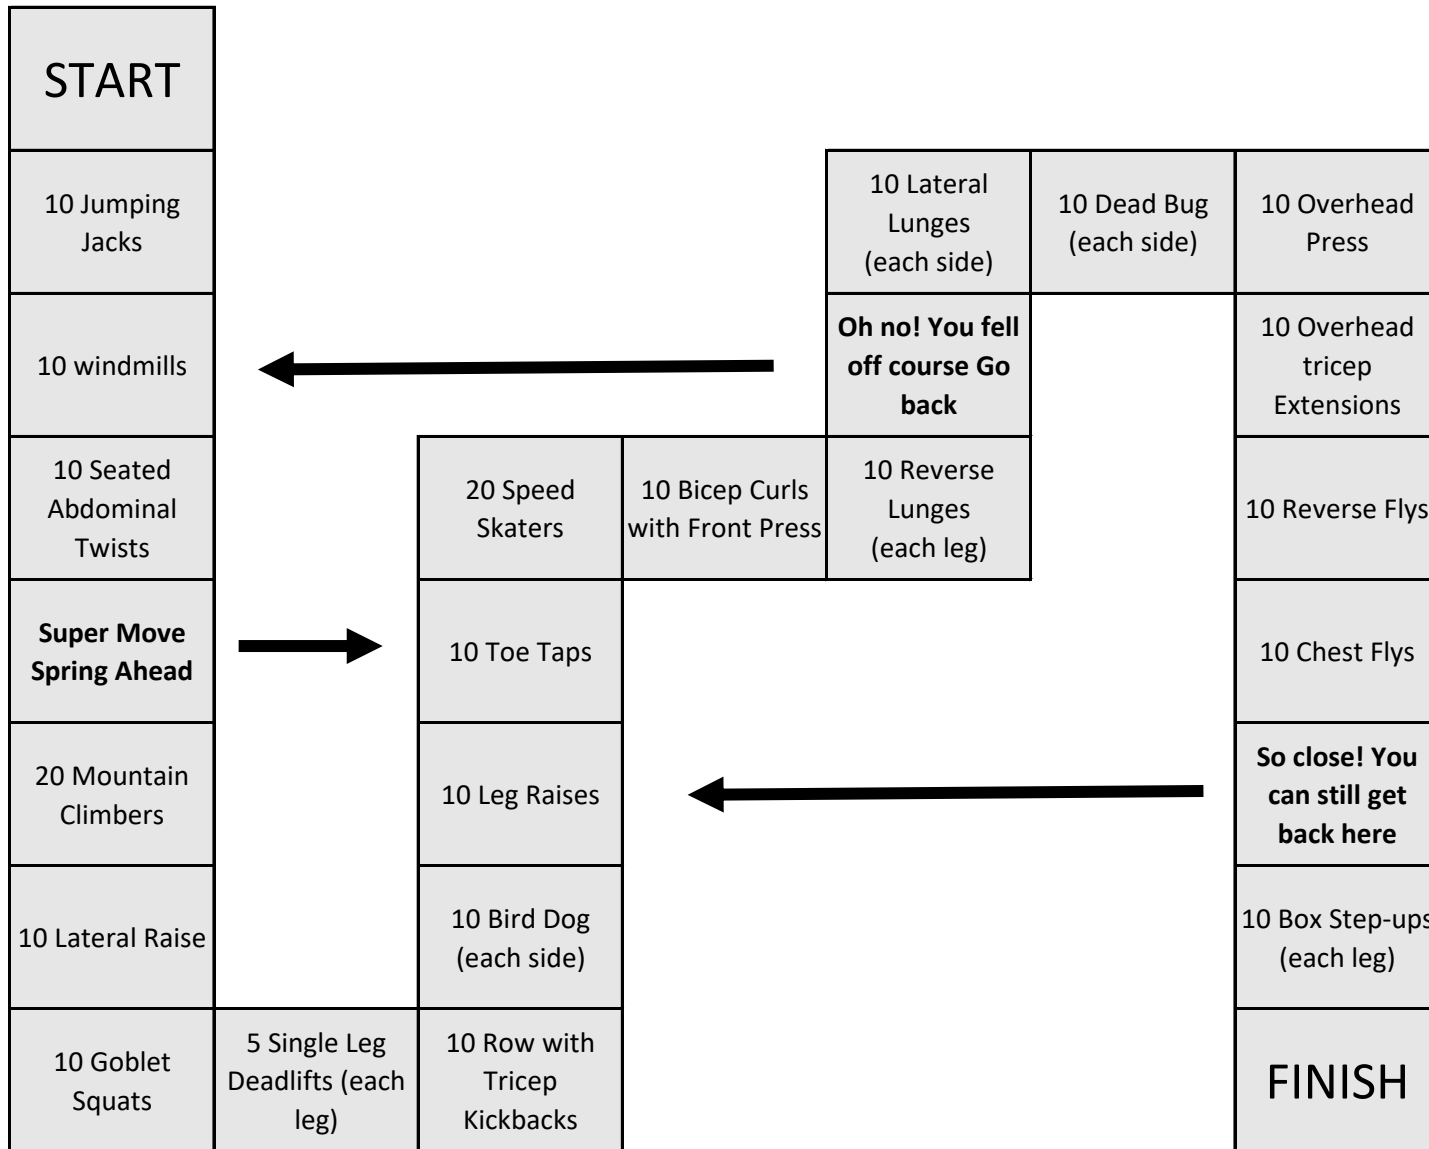 START
10 Jumping
Jacks
10 windmills
10 Seated
Abdominal
Twists
Super Move
Spring Ahead
20 Mountain
Climbers
10 Lateral Raise
10 Goblet
Squats
5 Single Leg
Deadlifts (each
leg)
10 Row with
Tricep
Kickbacks
10 Bird Dog
(each side)
10 Leg Raises
10 Toe Taps
20 Speed
Skaters
10 Bicep Curls
with Front Press
10 Reverse
Lunges
(each leg)
Oh no! You fell
off course Go
back
10 Lateral
Lunges
(each side)
10 Dead Bug
(each side)
10 Overhead
Press
10 Overhead
tricep
Extensions
10 Reverse Flys
10 Chest Flys
So close! You
can still get
back here
10 Box Step-ups
(each leg)
FINISH